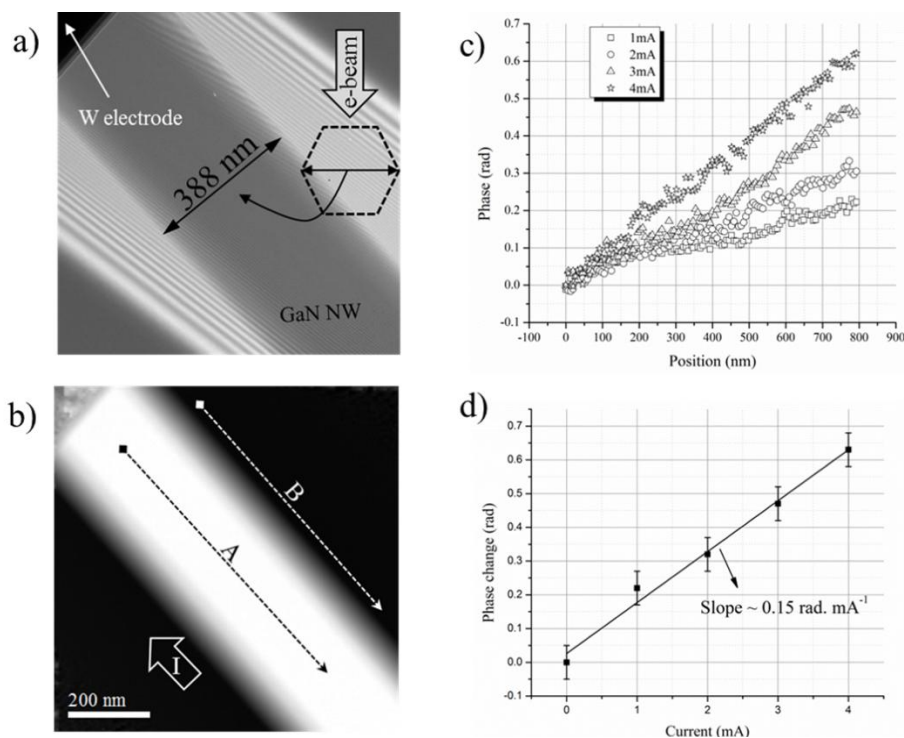 a)
W electrode
e-beam
388 nm
GaN NW
b)
A
B
I
200 nm
c)
1mA
2mA
3mA
4mA
Phase (rad)
0.7
0.6
0.5
0.4
0.3
0.2
0.1
0.0
-0.1
-100 0 100 200 300 400 500 600 700 800 900
Position (nm)
d)
Phase change (rad)
0.7
0.6
0.5
0.4
0.3
0.2
0.1
0.0
-0.1
Slope ~ 0.15 rad. mA⁻¹
0 1 2 3 4
Current (mA)